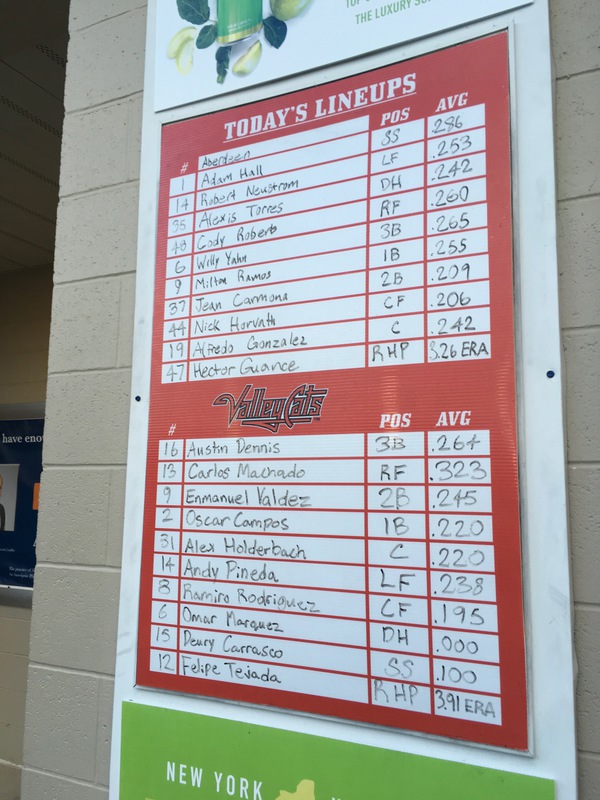 THE LUXURY
TODAY'S LINEUPS
# Aberdeen POS AVG
1 Adam Hall SS .286
14 Robert Neustrom LF .253
35 Alexis Torres DH .242
48 Cody Roberts RF .260
6 Willy Yahn 3B .265
9 Milton Ramos 1B .255
37 Jean Carmona 2B .209
44 Nick Horvath CF .206
19 Alfredo Gonzalez C .242
47 Hector Guance RHP 3.26 ERA
ValleyCats
# POS AVG
16 Austin Dennis 3B .264
13 Carlos Machado RF .323
9 Enmanuel Valdez 2B .245
2 Oscar Campos 1B .220
31 Alex Holderbach C .220
14 Andy Pineda LF .238
8 Ramiro Rodriguez CF .195
6 Omar Marquez DH .000
15 Deury Carrasco SS .100
12 Felipe Tejada RHP 3.91 ERA
have
NEW YORK